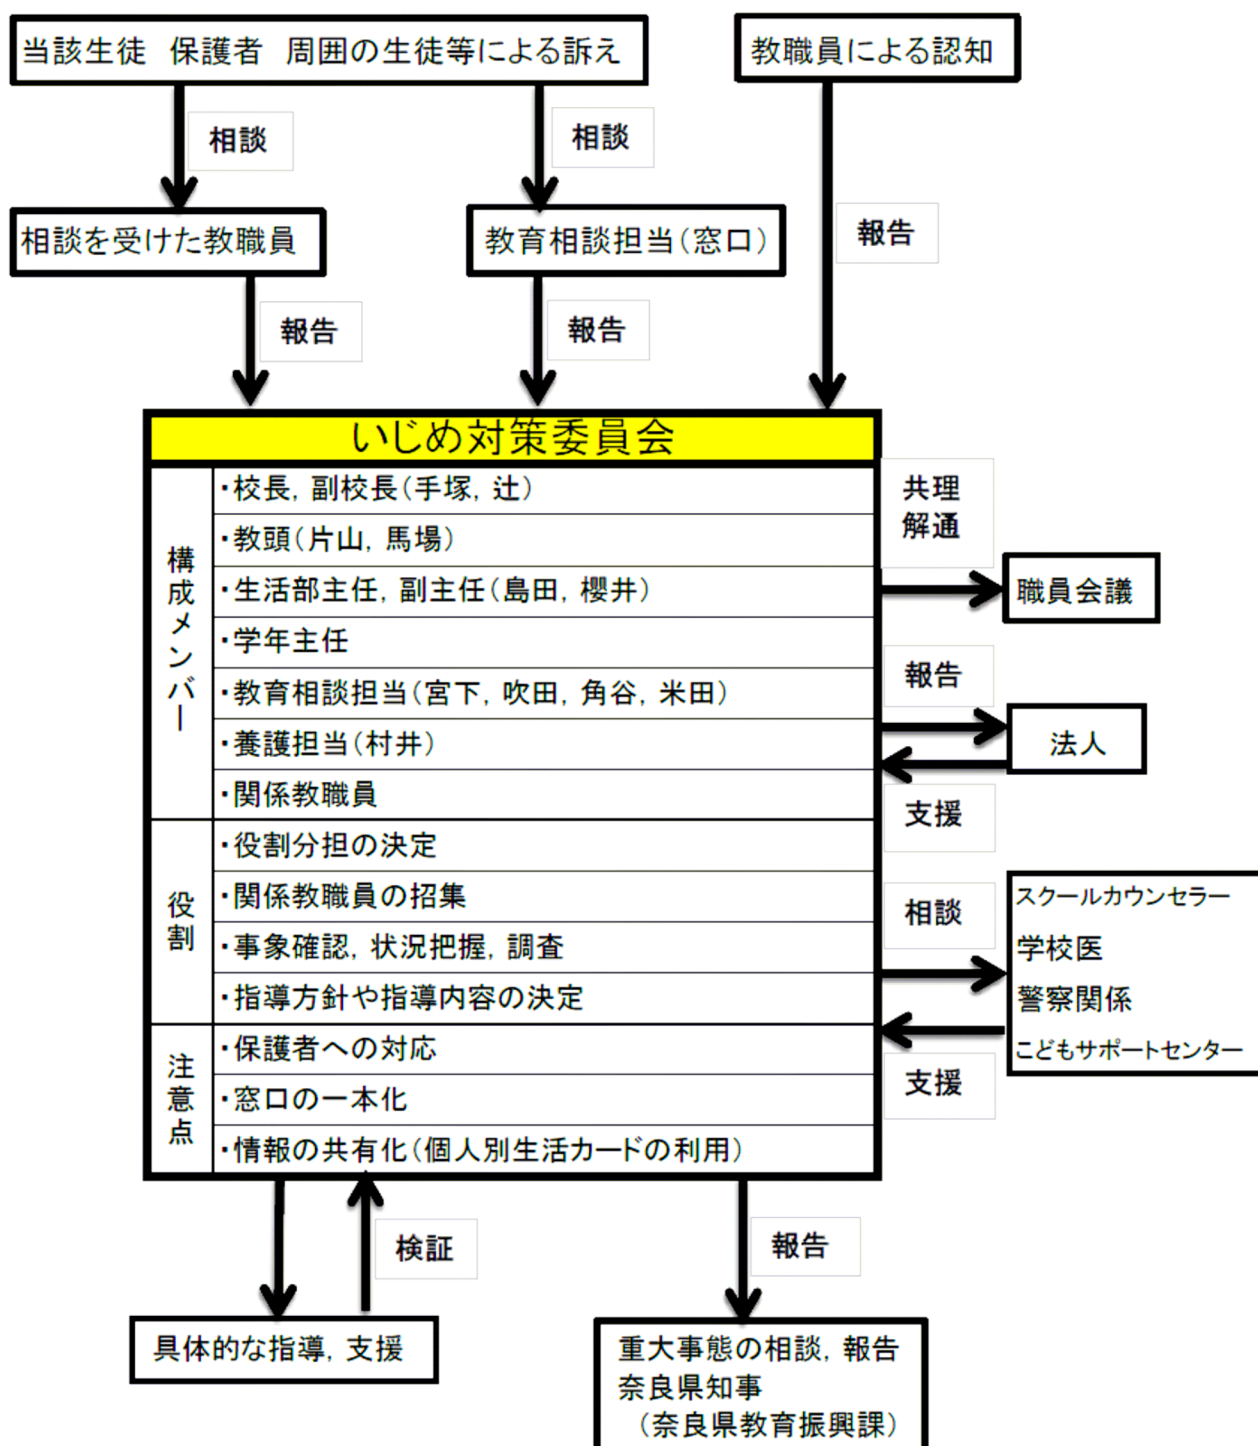 当該生徒　保護者　周囲の生徒等による訴え
教職員による認知
相談
相談
報告
相談を受けた教職員
教育相談担当(窓口)
報告
報告
いじめ対策委員会
構成メンバー
・校長, 副校長(手塚, 辻)
・教頭(片山, 馬場)
・生活部主任, 副主任(島田, 櫻井)
・学年主任
・教育相談担当(宮下, 吹田, 角谷, 米田)
・養護担当(村井)
・関係教職員
役割
・役割分担の決定
・関係教職員の招集
・事象確認, 状況把握, 調査
・指導方針や指導内容の決定
注意点
・保護者への対応
・窓口の一本化
・情報の共有化(個人別生活カードの利用)
共理
解通
職員会議
報告
法人
支援
相談
スクールカウンセラー
学校医
警察関係
こどもサポートセンター
支援
検証
報告
具体的な指導, 支援
重大事態の相談, 報告
奈良県知事
(奈良県教育振興課)